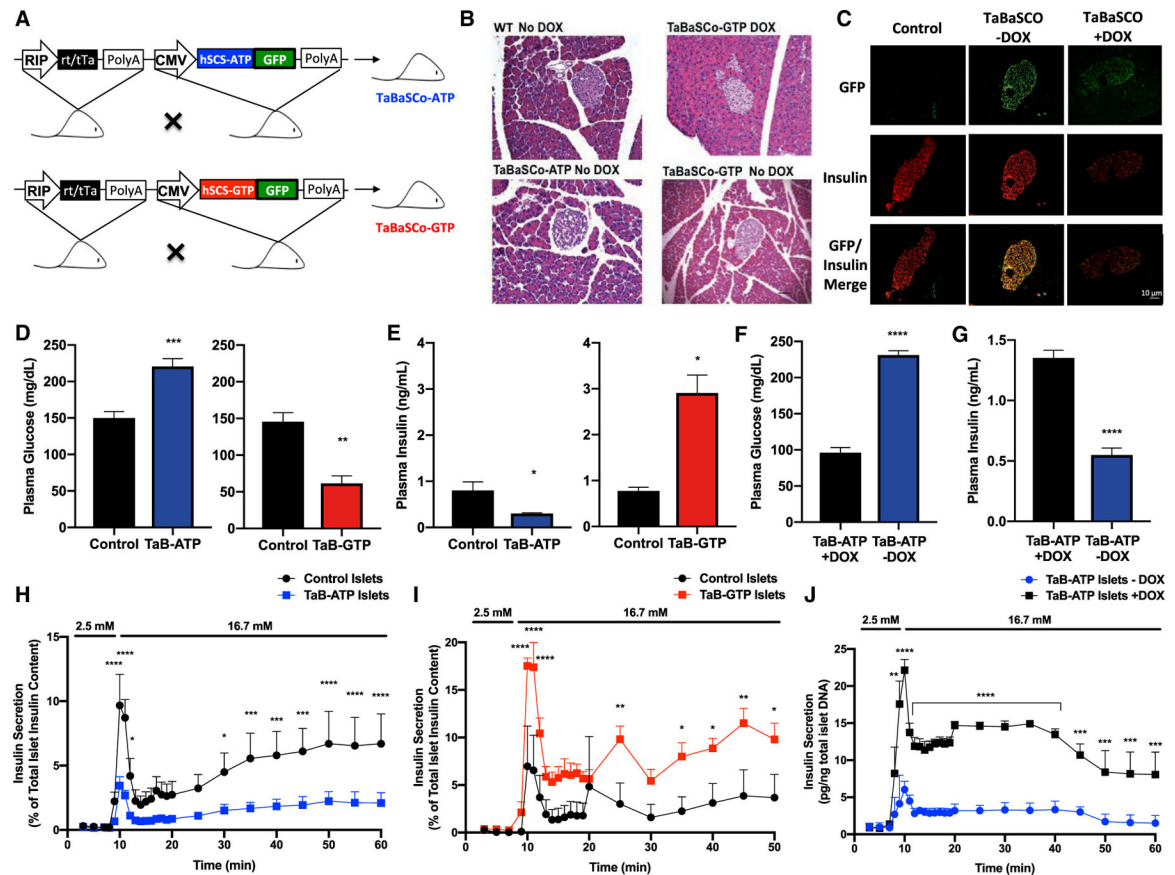 A
RIP rt/tTa PolyA CMV hSCS-ATP GFP PolyA
TaBaSCo-ATP
×
RIP rt/tTa PolyA CMV hSCS-GTP GFP PolyA
TaBaSCo-GTP
×
B
WT No DOX
TaBaSCo-GTP DOX
TaBaSCo-ATP No DOX
TaBaSCo-GTP No DOX
C
Control
TaBaSCO
-DOX
TaBaSCO
+DOX
GFP
Insulin
GFP/
Insulin
Merge
10 µm
D
Plasma Glucose (mg/dL)
250
200
150
100
50
0
***
Control TaB-ATP
250
200
150
100
50
0
**
Control TaB-GTP
E
Plasma Insulin (ng/mL)
4
3
2
1
0
*
Control TaB-ATP
4
3
2
1
0
*
Control TaB-GTP
F
Plasma Glucose (mg/dL)
250
200
150
100
50
0
****
TaB-ATP TaB-ATP
+DOX -DOX
G
Plasma Insulin (ng/mL)
1.5
1.0
0.5
0.0
****
TaB-ATP TaB-ATP
+DOX -DOX
H
Control Islets
TaB-ATP Islets
2.5 mM 16.7 mM
Insulin Secretion
(% of Total Islet Insulin Content)
15
10
5
0
****
****
*
*
***
***
***
****
****
****
0 10 20 30 40 50 60
Time (min)
I
Control Islets
TaB-GTP Islets
2.5 mM 16.7 mM
Insulin Secretion
(% of Total Islet Insulin Content)
20
15
10
5
0
****
****
****
**
*
*
**
*
0 10 20 30 40 50
Time (min)
J
TaB-ATP Islets - DOX
TaB-ATP Islets +DOX
2.5 mM 16.7 mM
Insulin Secretion
(pg/ng total islet DNA)
25
20
15
10
5
0
**
****
****
***
***
***
***
0 10 20 30 40 50 60
Time (min)